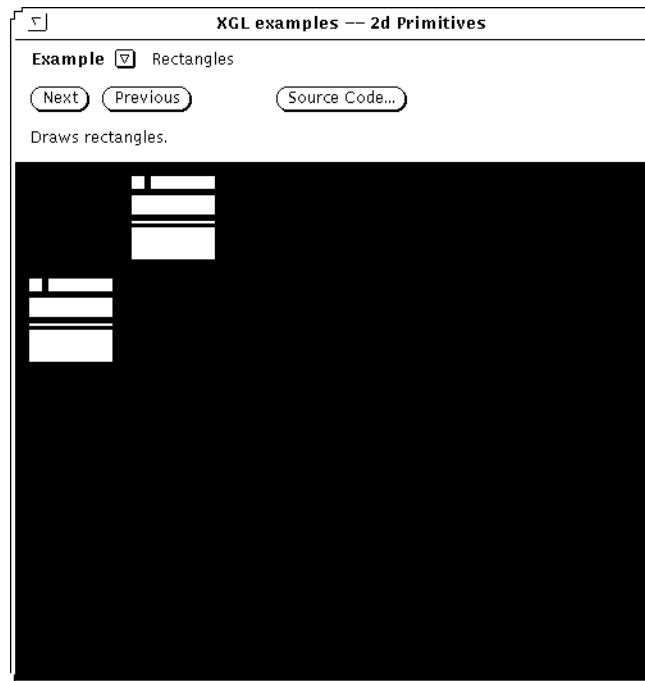 XGL examples -- 2d Primitives
Example Rectangles
Next Previous Source Code...
Draws rectangles.